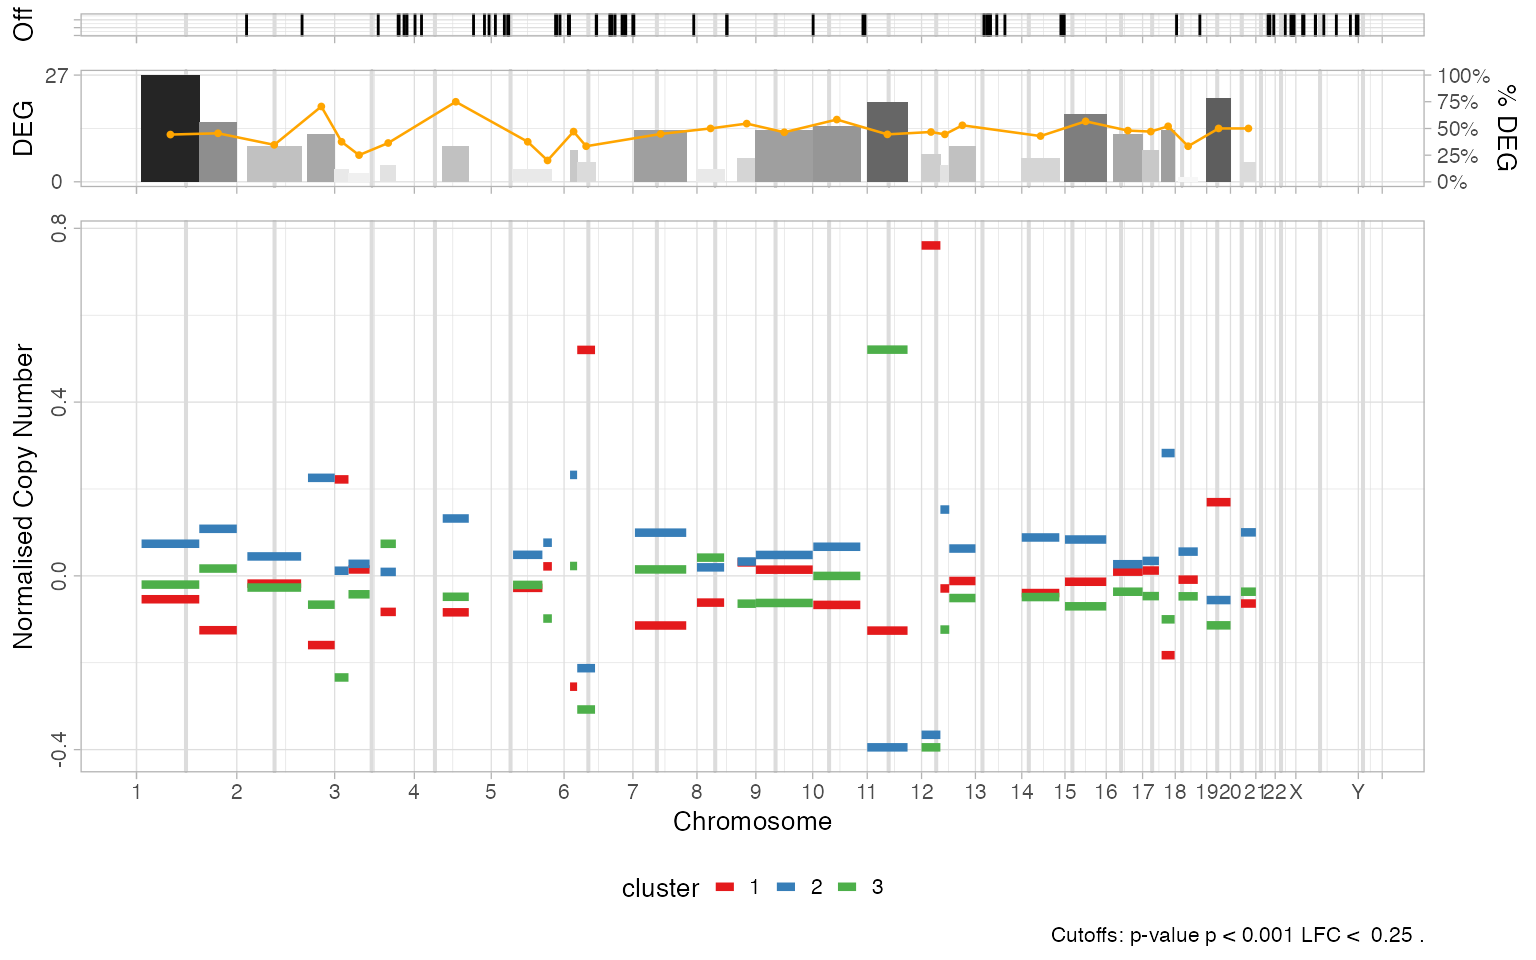 Off
DEG
27
0
100%
75%
50%
25%
0%
% DEG
Normalised Copy Number
0.8
0.4
0.0
-0.4
1 2 3 4 5 6 7 8 9 10 11 12 13 14 15 16 17 18 19 20 21 22 X Y
Chromosome
cluster 1 2 3
Cutoffs: p-value p < 0.001 LFC < 0.25 .